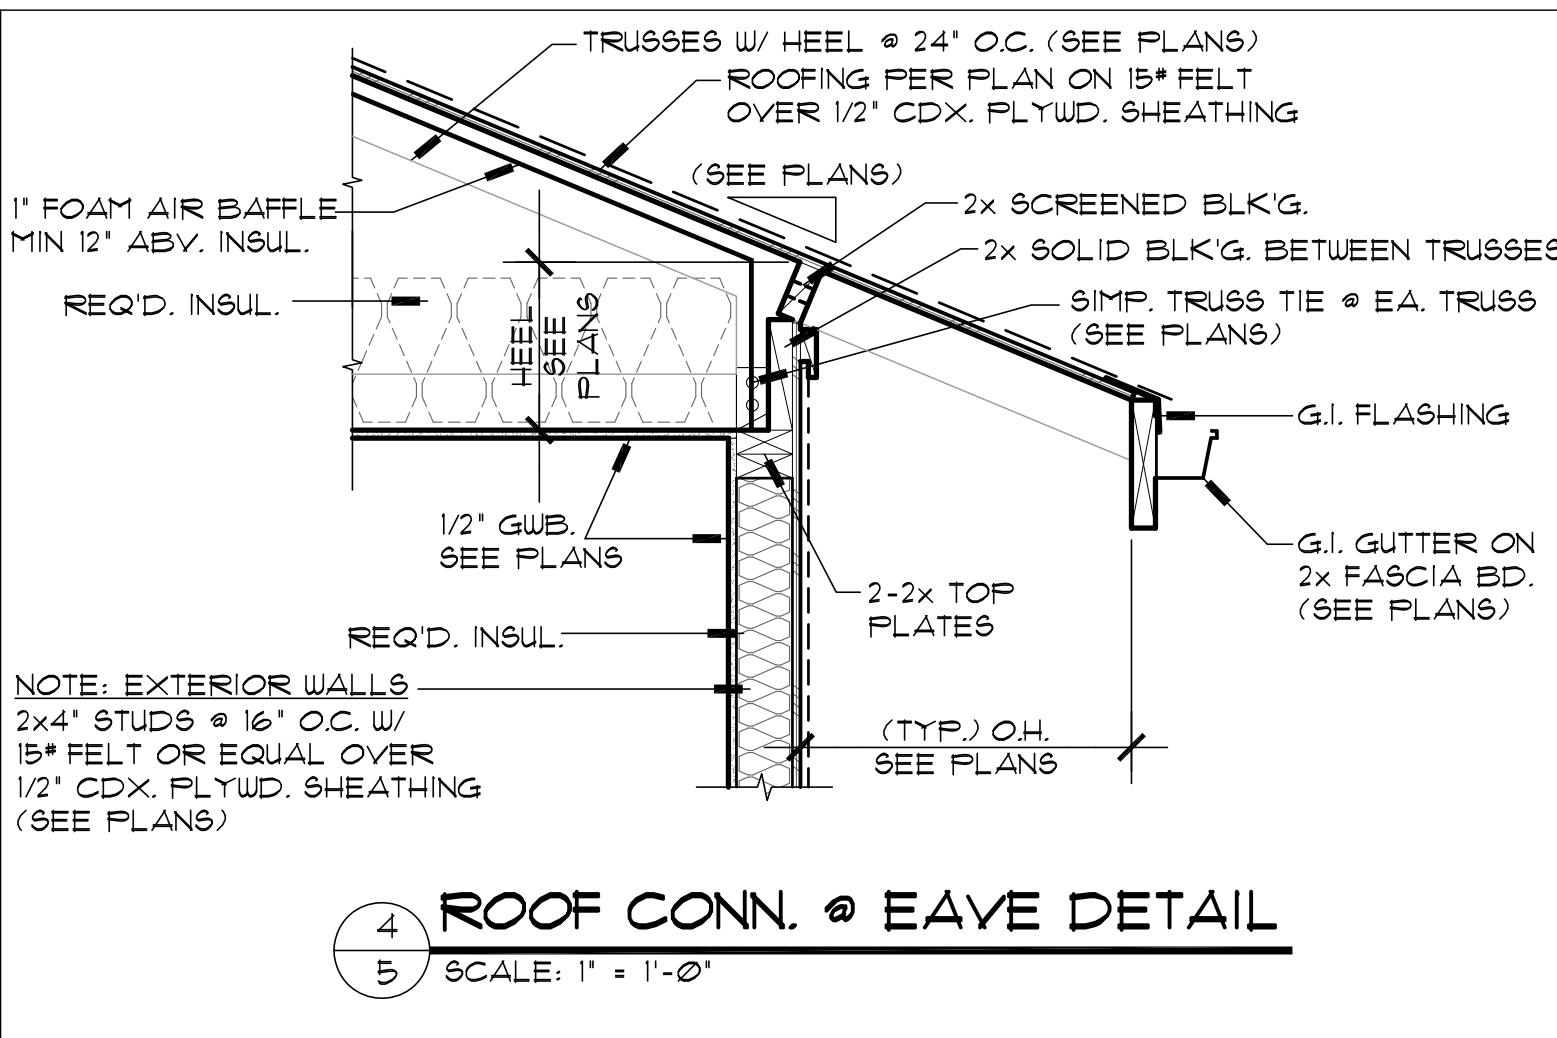 TRUSSES W/ HEEL @ 24" O.C. (SEE PLANS)
ROOFING PER PLAN ON 15# FELT
OVER 1/2" CDX. PLYWD. SHEATHING
(SEE PLANS)
1" FOAM AIR BAFFLE
MIN 12" ABV. INSUL.
2x SCREENED BLK'G.
2x SOLID BLK'G. BETWEEN TRUSSES
REQ'D. INSUL.
SIMP. TRUSS TIE @ EA. TRUSS
(SEE PLANS)
HEEL
SEE
PLANS
G.I. FLASHING
1/2" GWB.
SEE PLANS
G.I. GUTTER ON
2x FASCIA BD.
(SEE PLANS)
2-2x TOP
PLATES
REQ'D. INSUL.
NOTE: EXTERIOR WALLS
2x4" STUDS @ 16" O.C. W/
15# FELT OR EQUAL OVER
1/2" CDX. PLYWD. SHEATHING
(SEE PLANS)
(TYP.) O.H.
SEE PLANS
4
5
ROOF CONN. @ EAVE DETAIL
SCALE: 1" = 1'-0"